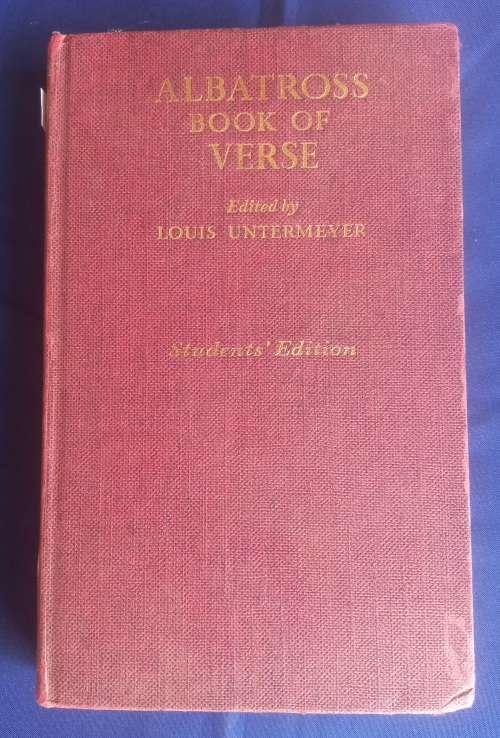 ALBATROSS
BOOK OF
VERSE
Edited by
LOUIS UNTERMEYER
Students' Edition